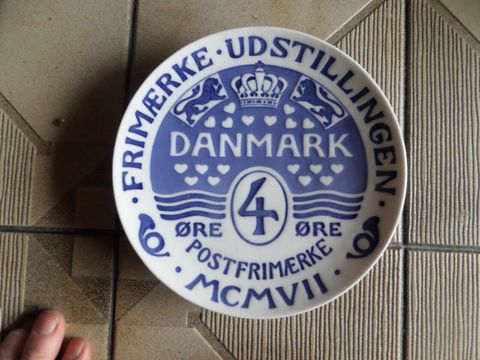 FRIMÆRKE · UDSTILLINGEN
DANMARK
4
ØRE ØRE
POSTFRIMÆRKE
· MCMVII ·